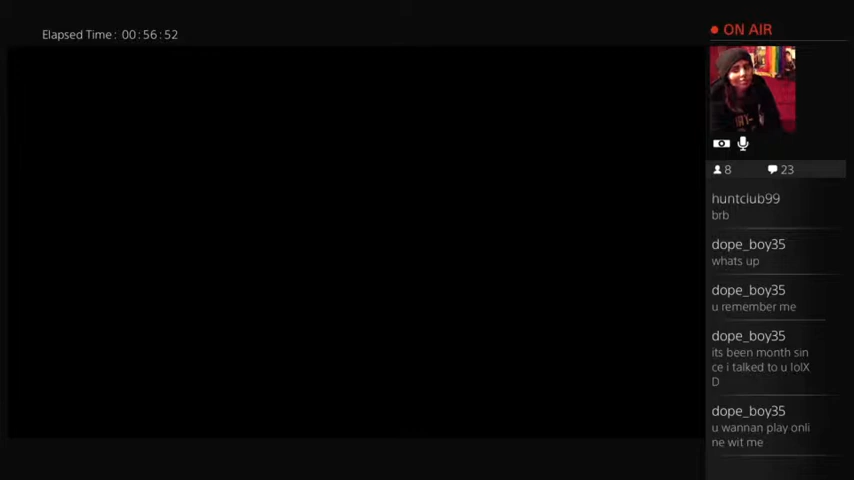 Elapsed Time: 00:56:52
ON AIR
8
23
huntclub99
brb
dope_boy35
whats up
dope_boy35
u remember me
dope_boy35
its been month sin
ce i talked to u lolX
D
dope_boy35
u wannan play onli
ne wit me